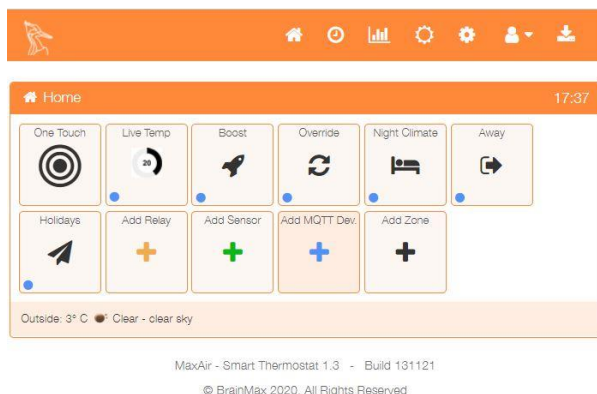 Home 17:37
One Touch Live Temp Boost Override Night Climate Away
20
Holidays Add Relay Add Sensor Add MQTT Dev. Add Zone
Outside: 3° C Clear - clear sky
MaxAir - Smart Thermostat 1.3 - Build 131121
© BrainMax 2020. All Rights Reserved